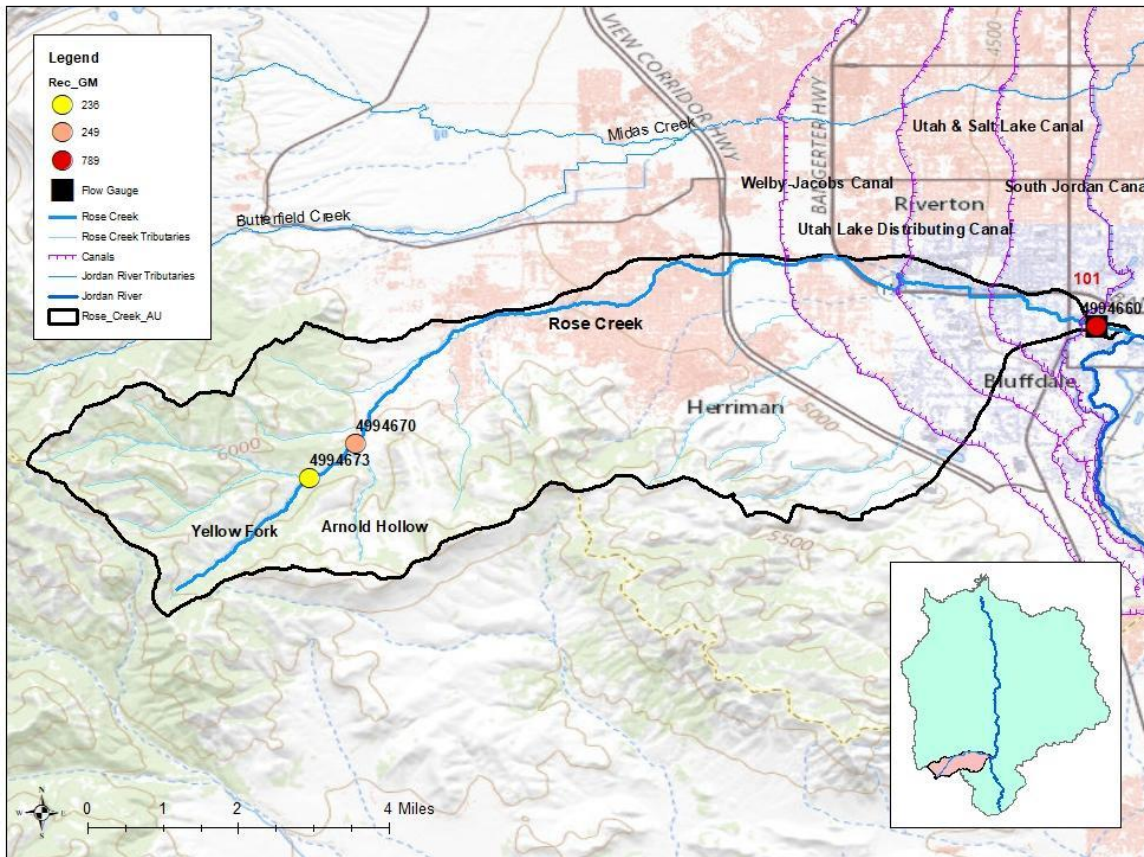 Legend
Rec_GM
236
249
789
Flow Gauge
Rose Creek
Rose Creek Tributaries
Canals
Jordan River Tributaries
Jordan River
Rose_Creek_AU
VIEW CORRIDOR HWY
BANGERTER HWY
4500
Midas Creek
Utah & Salt Lake Canal
Welby-Jacobs Canal
South Jordan Cana
Butterfield Creek
Riverton
Utah Lake Distributing Canal
101
4994660
Rose Creek
Bluffdale
Herriman
5000
4994670
6000
4994673
Yellow Fork
Arnold Hollow
5500
N
W E
S
0 1 2 4 Miles